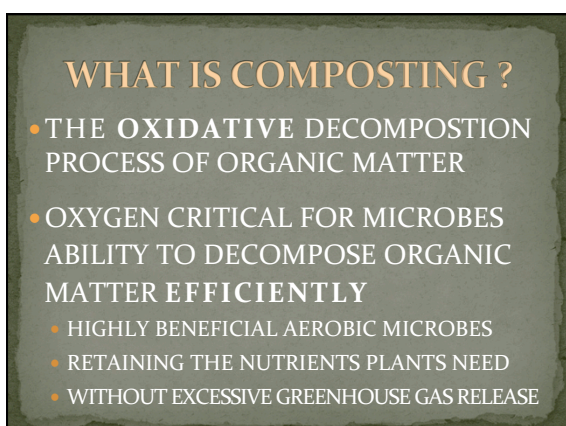 WHAT IS COMPOSTING ?
• THE OXIDATIVE DECOMPOSTION
PROCESS OF ORGANIC MATTER
• OXYGEN CRITICAL FOR MICROBES
ABILITY TO DECOMPOSE ORGANIC
MATTER EFFICIENTLY
• HIGHLY BENEFICIAL AEROBIC MICROBES
• RETAINING THE NUTRIENTS PLANTS NEED
• WITHOUT EXCESSIVE GREENHOUSE GAS RELEASE